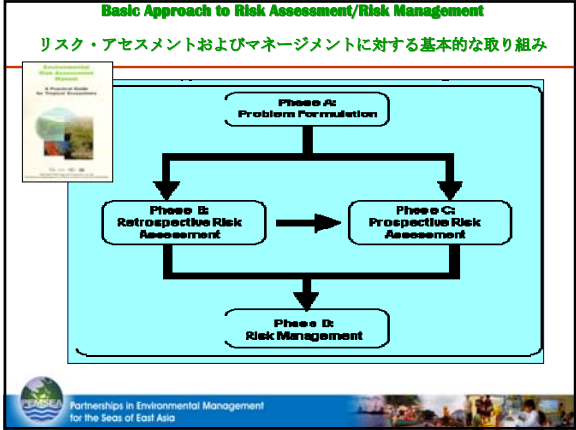 Basic Approach to Risk Assessment/Risk Management
リスク・アセスメントおよびマネージメントに対する基本的な取り組み
Environmental
Risk Assessment
Manual
A Practical Guide
for Tropical Ecosystems
Phase A:
Problem Formulation
Phase B:
Retrospective Risk
Assessment
Phase C:
Prospective Risk
Assessment
Phase D:
Risk Management
PEMSEA
Partnerships in Environmental Management
for the Seas of East Asia